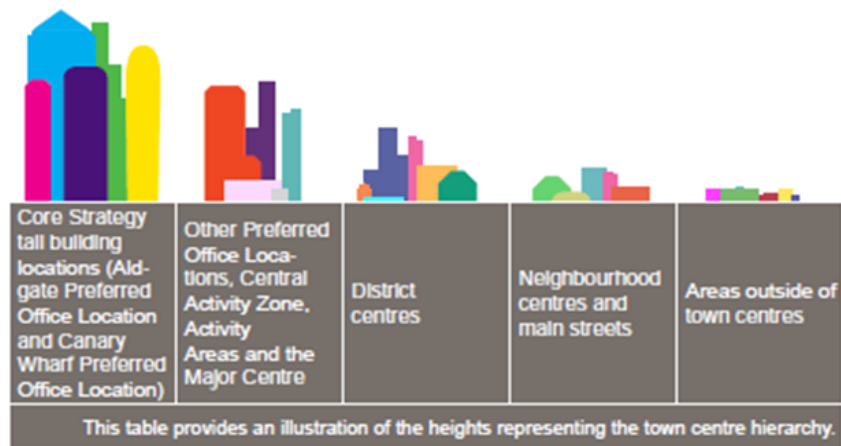 Core Strategy
tall building
locations (Ald-
gate Preferred
Office Location
and Canary
Wharf Preferred
Office Location)
Other Preferred
Office Loca-
tions, Central
Activity Zone,
Activity
Areas and the
Major Centre
District
centres
Neighbourhood
centres and
main streets
Areas outside of
town centres
This table provides an illustration of the heights representing the town centre hierarchy.